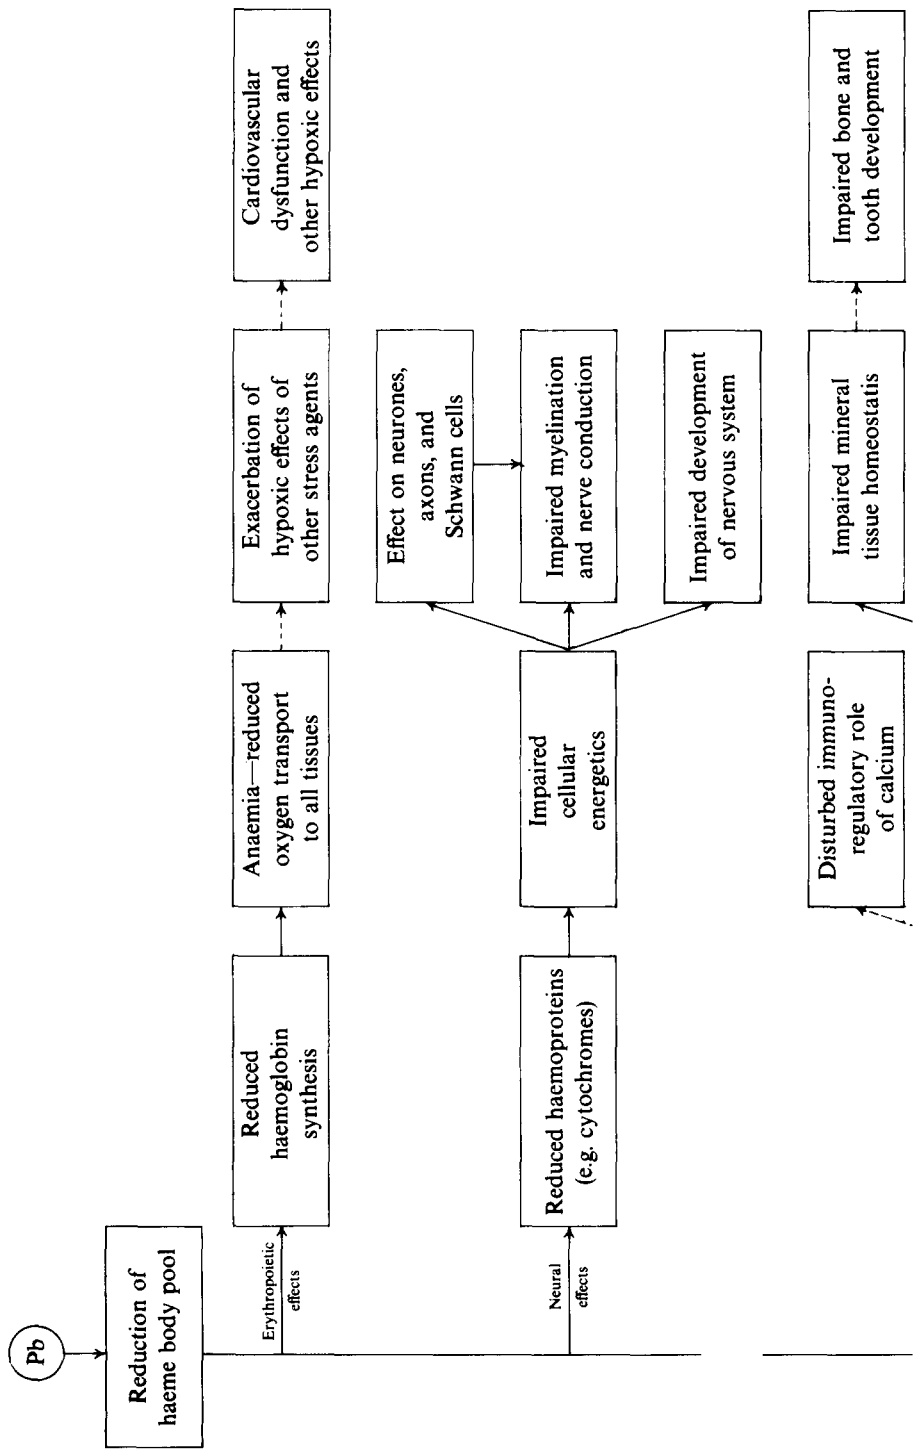 Pb
Reduction of
haeme body pool
Erythropoietic
effects
Reduced
haemoglobin
synthesis
Anaemia—reduced
oxygen transport
to all tissues
Exacerbation of
hypoxic effects of
other stress agents
Cardiovascular
dysfunction and
other hypoxic effects
Neural
effects
Reduced haemoproteins
(e.g. cytochromes)
Impaired
cellular
energetics
Effect on neurones,
axons, and
Schwann cells
Impaired myelination
and nerve conduction
Impaired development
of nervous system
Disturbed immuno-
regulatory role
of calcium
Impaired mineral
tissue homeostatis
Impaired bone and
tooth development